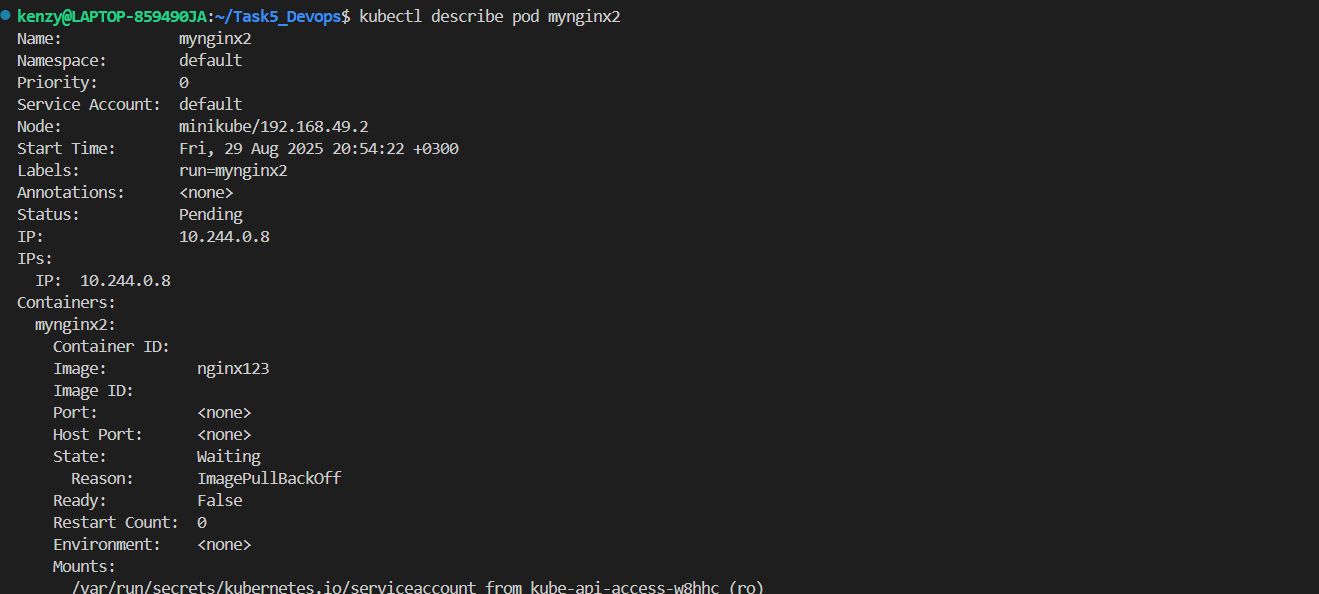 kenzy@LAPTOP-859490JA:~/Task5_Devops$ kubectl describe pod mynginx2
Name:             mynginx2
Namespace:        default
Priority:         0
Service Account:  default
Node:             minikube/192.168.49.2
Start Time:       Fri, 29 Aug 2025 20:54:22 +0300
Labels:           run=mynginx2
Annotations:      <none>
Status:           Pending
IP:               10.244.0.8
IPs:
  IP:  10.244.0.8
Containers:
  mynginx2:
    Container ID:
    Image:          nginx123
    Image ID:
    Port:           <none>
    Host Port:      <none>
    State:          Waiting
      Reason:       ImagePullBackOff
    Ready:          False
    Restart Count:  0
    Environment:    <none>
    Mounts:
      /var/run/secrets/kubernetes.io/serviceaccount from kube-api-access-w8hhc (ro)